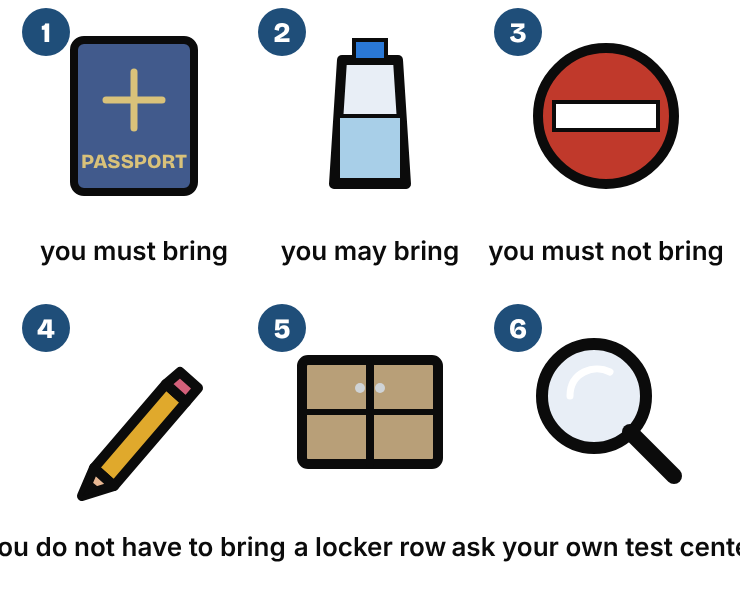 1
PASSPORT
you must bring
2
you may bring
3
you must not bring
4
do not have to bring
5
a locker row
6
ask your own test